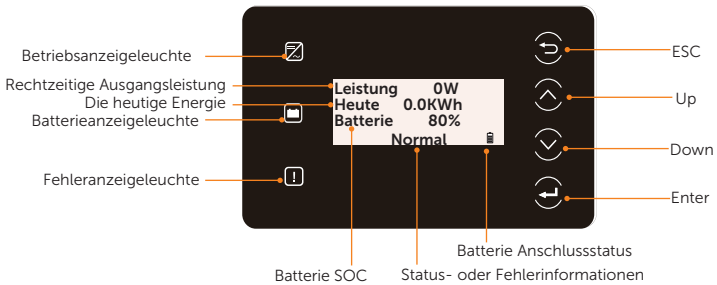 Betriebsanzeigeleuchte
Rechtzeitige Ausgangsleistung
Die heutige Energie
Batterieanzeigeleuchte
Fehleranzeigeleuchte
Leistung 0W
Heute 0.0KWh
Batterie 80%
Normal
ESC
Up
Down
Enter
Batterie Anschlussstatus
Batterie SOC
Status- oder Fehlerinformationen